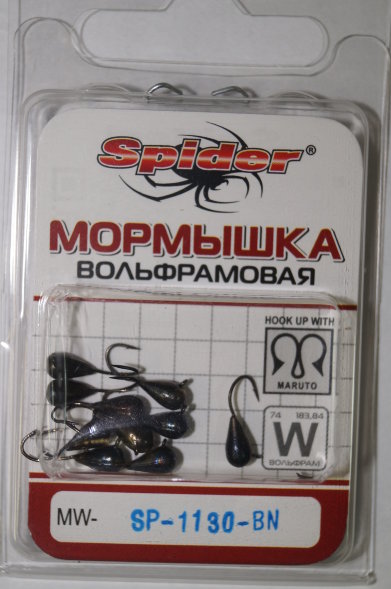 Spider®
МОРМЫШКА
ВОЛЬФРАМОВАЯ
HOOK UP WITH
MARUTO
74 183,84
W
ВОЛЬФРАМ
MW- SP-1130-BN